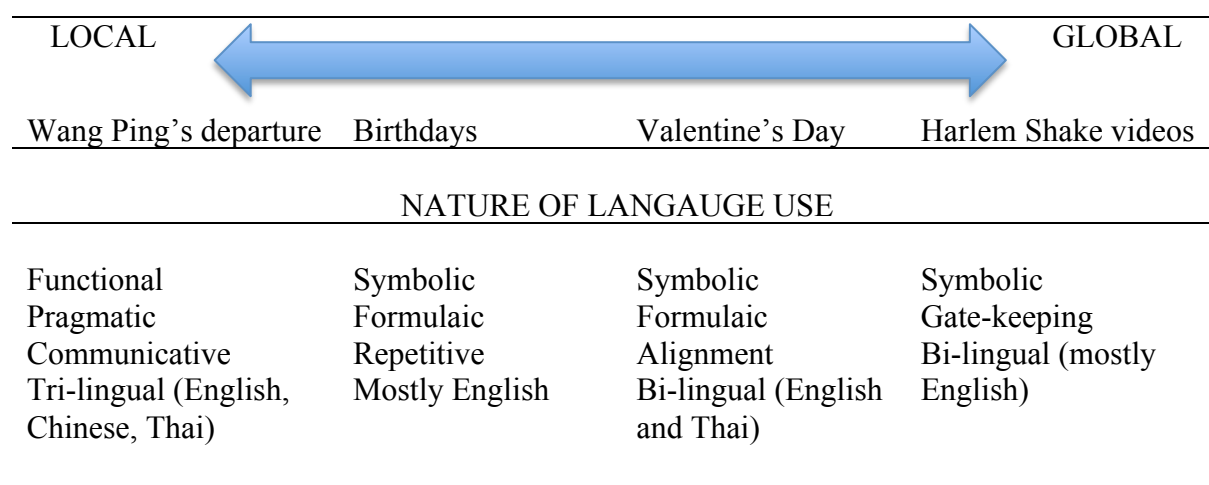 LOCAL GLOBAL
Wang Ping’s departure Birthdays Valentine’s Day Harlem Shake videos
NATURE OF LANGAUGE USE
Functional Symbolic Symbolic Symbolic
Pragmatic Formulaic Formulaic Gate-keeping
Communicative Repetitive Alignment Bi-lingual (mostly
Tri-lingual (English, Mostly English Bi-lingual (English English)
Chinese, Thai) and Thai)